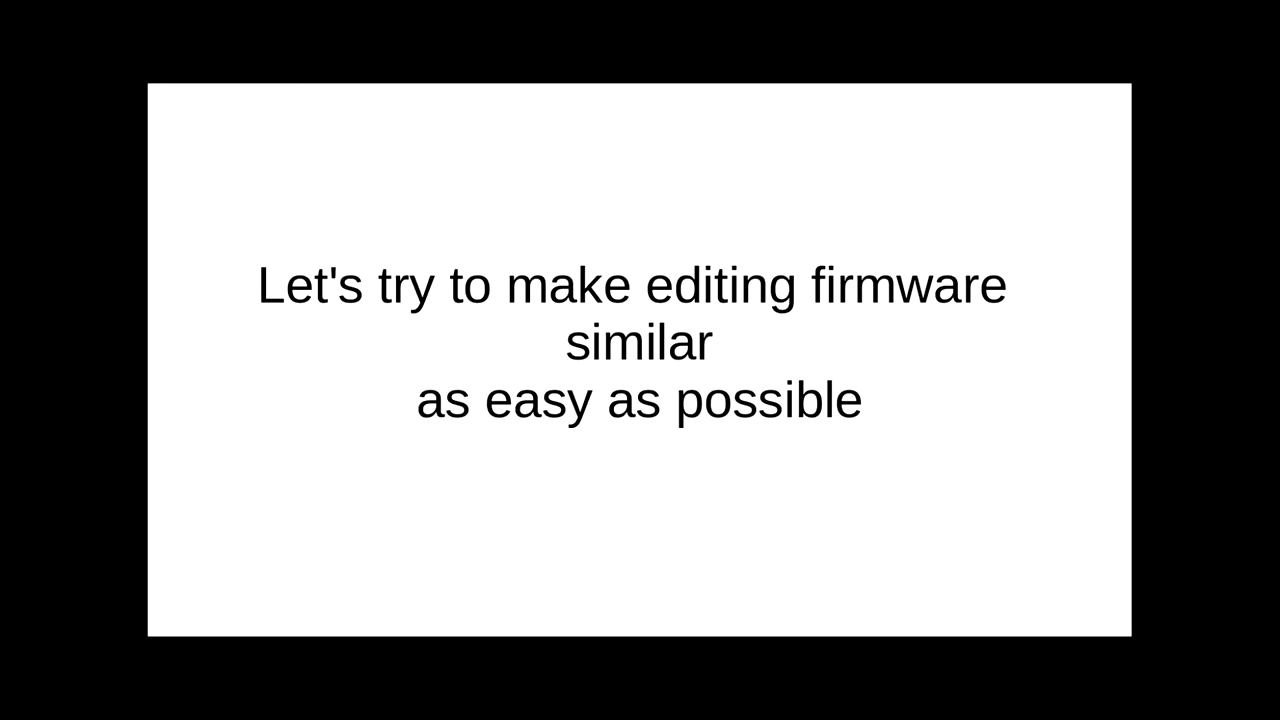 Let's try to make editing firmware
similar
as easy as possible